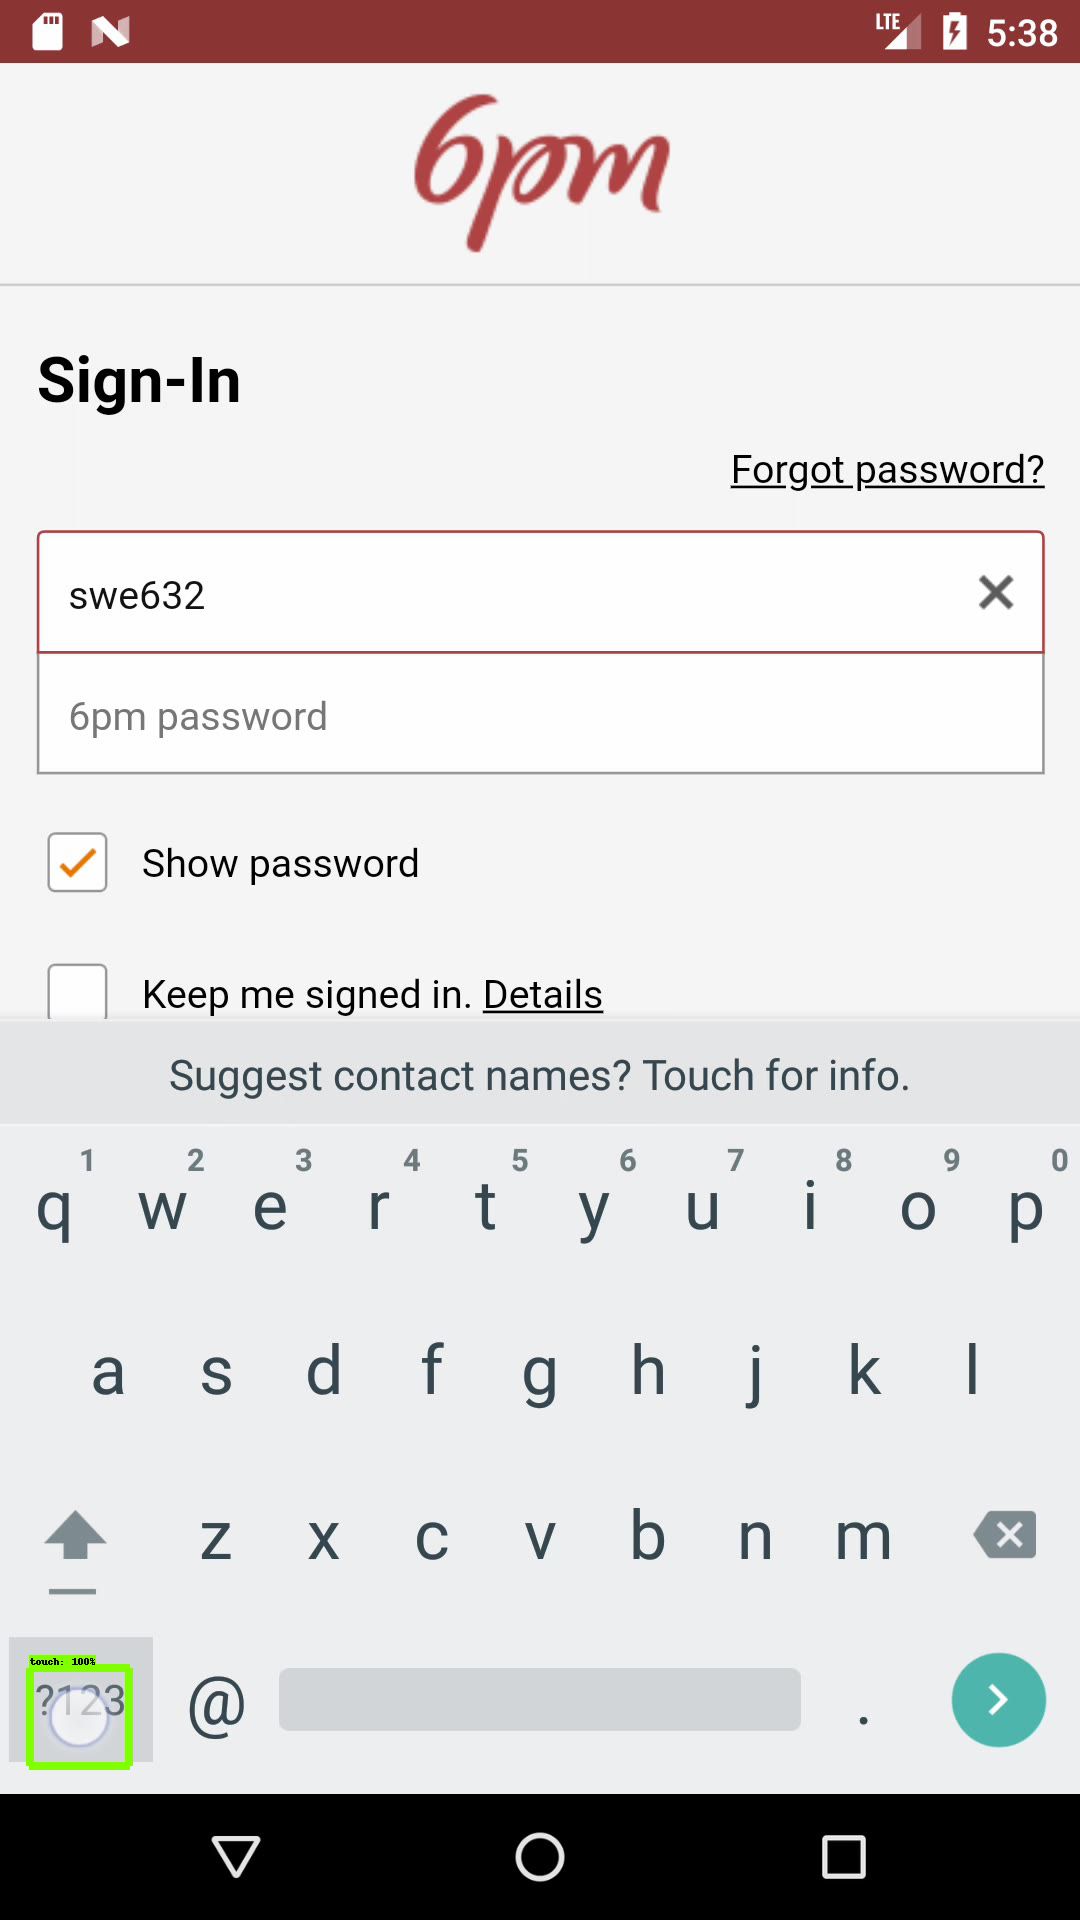 LTE 5:38
6pm
Sign-In
Forgot password?
swe632
6pm password
Show password
Keep me signed in. Details
Suggest contact names? Touch for info.
1 2 3 4 5 6 7 8 9 0
q w e r t y u i o p
a s d f g h j k l
z x c v b n m
touch: 100%
?123 @ .